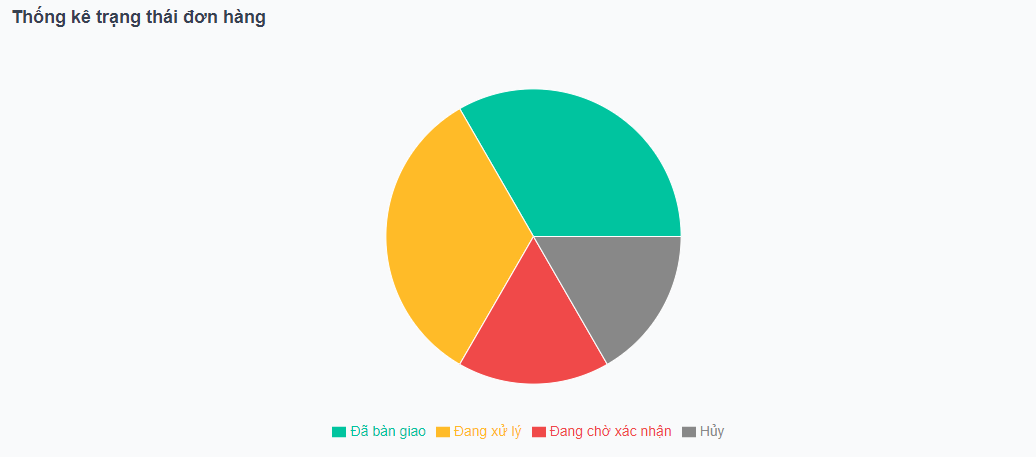 Thống kê trạng thái đơn hàng
Đã bàn giao Đang xử lý Đang chờ xác nhận Hủy